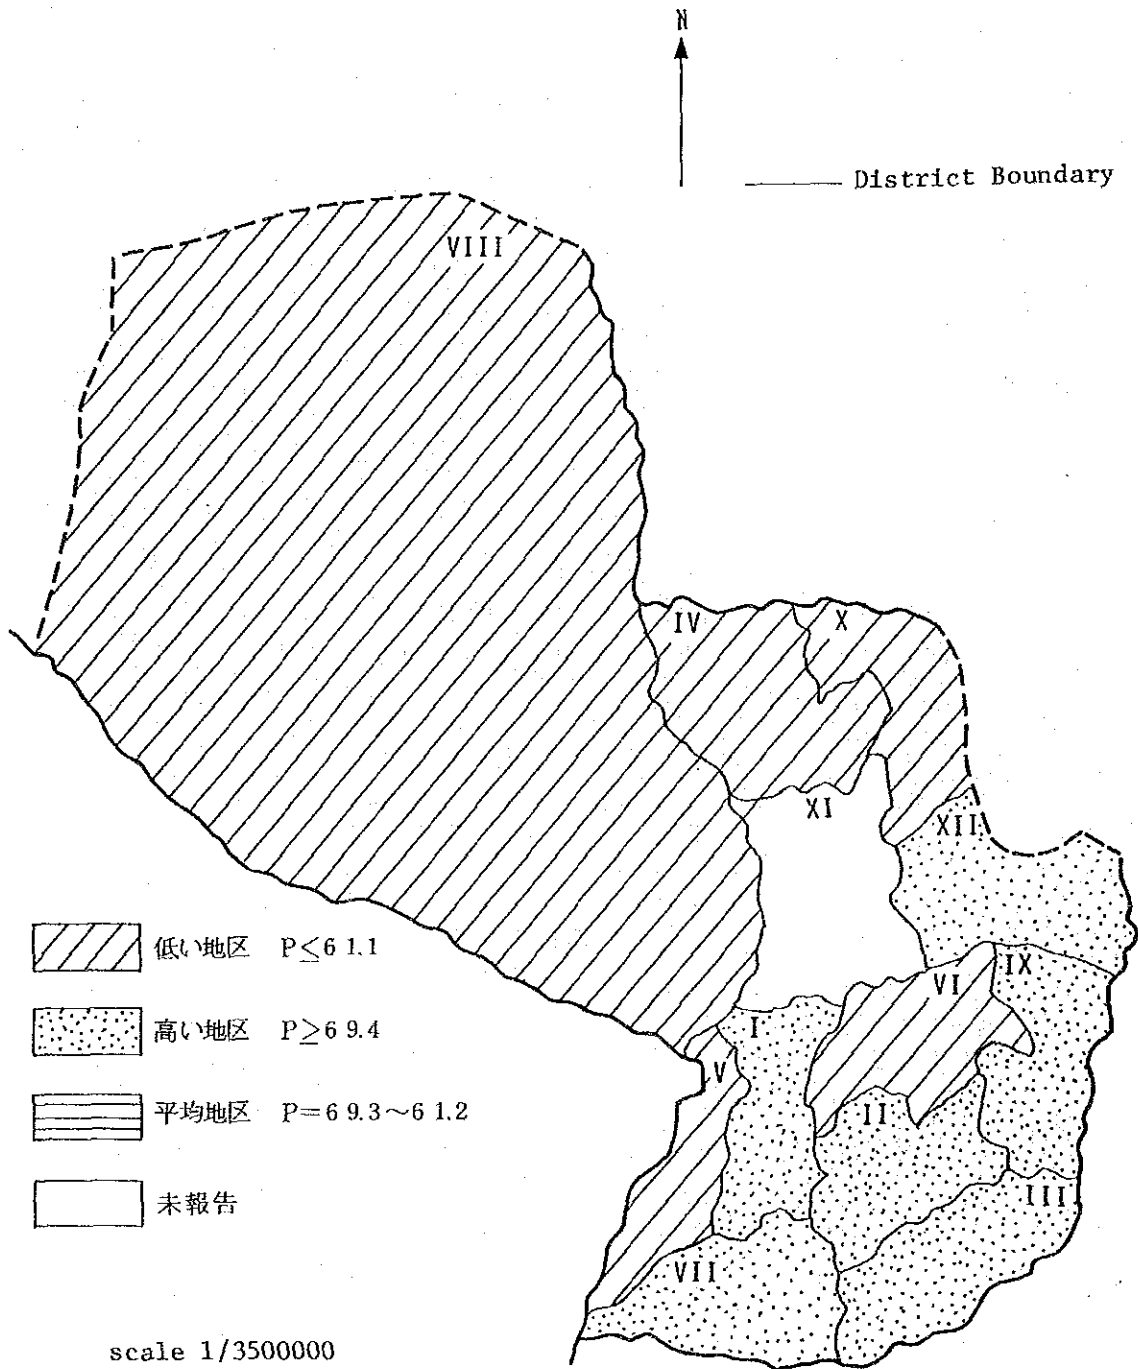 N
District Boundary
VIII
IV
X
XI
XII
VI
IX
I
V
II
III
VII
低い地区 P≤61.1
高い地区 P≥69.4
平均地区 P=69.3~61.2
未報告
scale 1/3500000